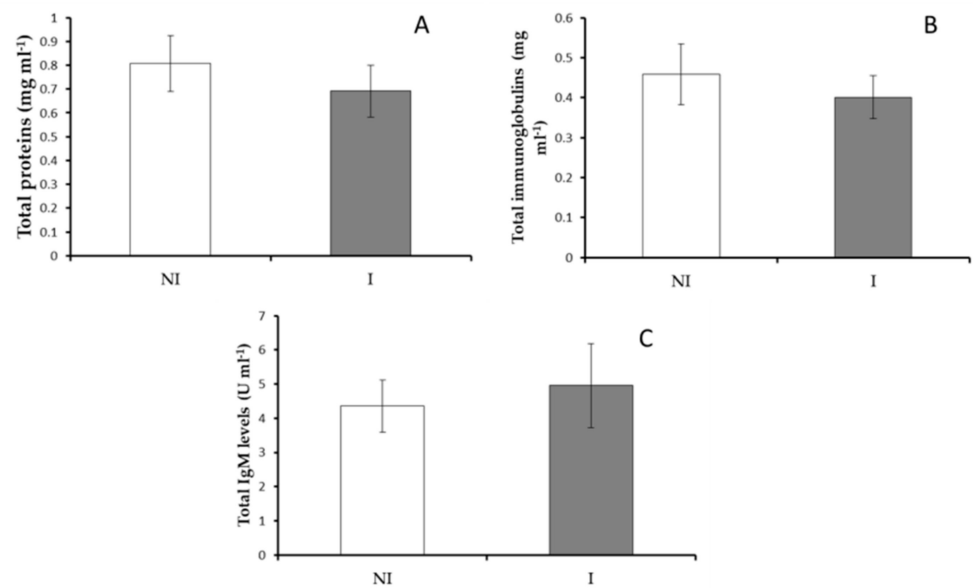 A
Total proteins (mg ml⁻¹)
1
0.9
0.8
0.7
0.6
0.5
0.4
0.3
0.2
0.1
0
NI
I
B
Total immunoglobulins (mg
ml⁻¹)
0.6
0.5
0.4
0.3
0.2
0.1
0
NI
I
C
Total IgM levels (U ml⁻¹)
7
6
5
4
3
2
1
0
NI
I